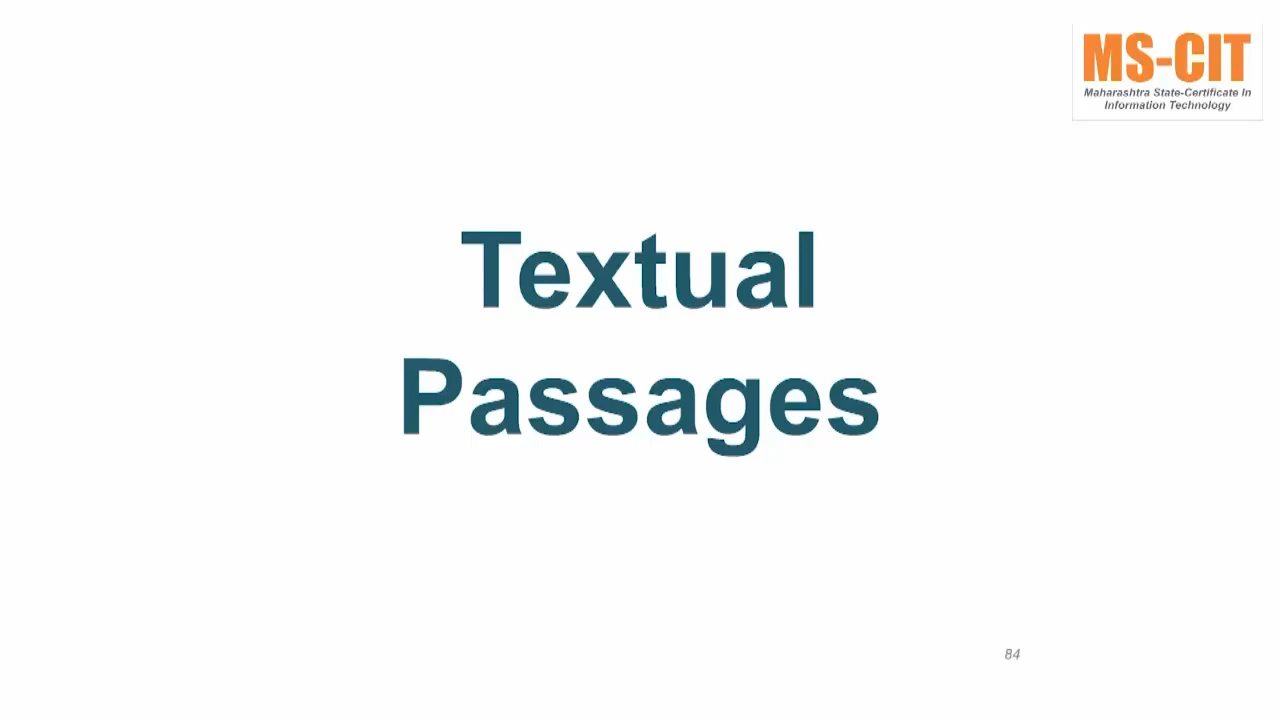 MS-CIT
Maharashtra State-Certificate In
Information Technology
Textual
Passages
84